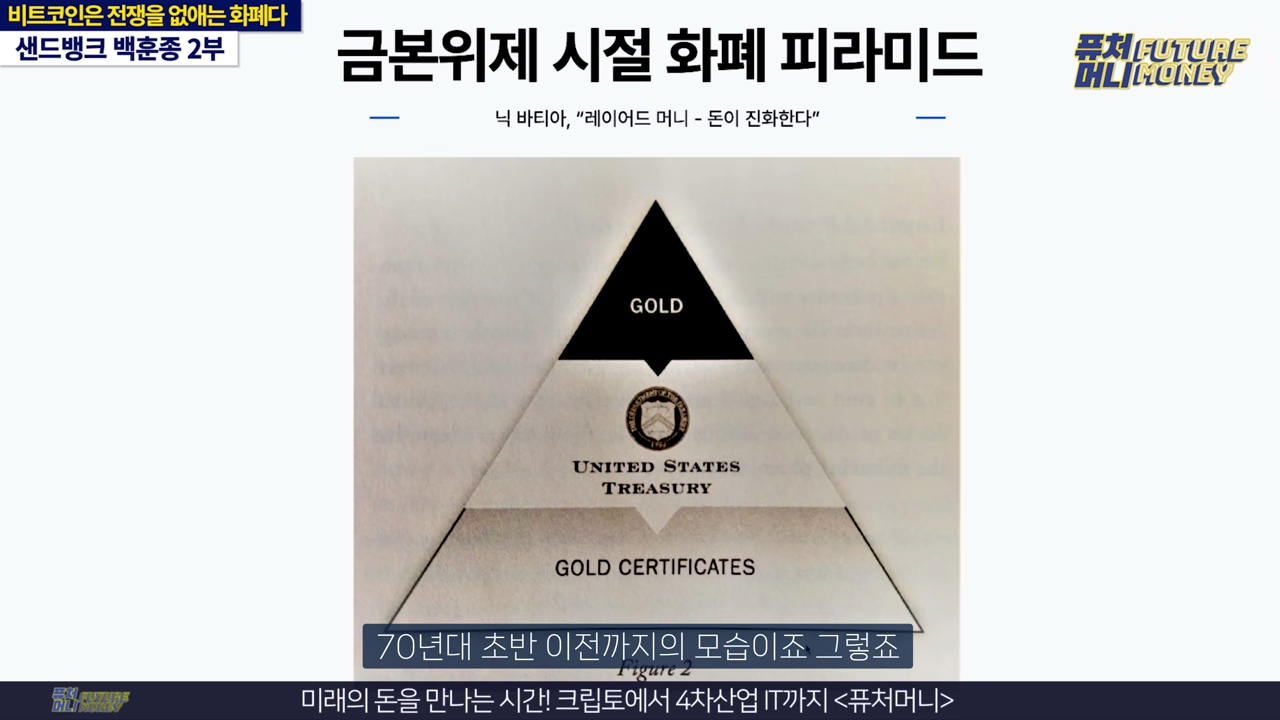 비트코인은 전쟁을 없애는 화폐다
샌드뱅크 백훈종 2부
금본위제 시절 화폐 피라미드
퓨처 FUTURE
머니 MONEY
닉 바티아, “레이어드 머니 - 돈이 진화한다”
GOLD
UNITED STATES
TREASURY
GOLD CERTIFICATES
70년대 초반 이전까지의 모습이죠 그렇죠
Figure 2
퓨처 FUTURE
머니 MONEY
미래의 돈을 만나는 시간! 크립토에서 4차산업 IT까지 <퓨처머니>